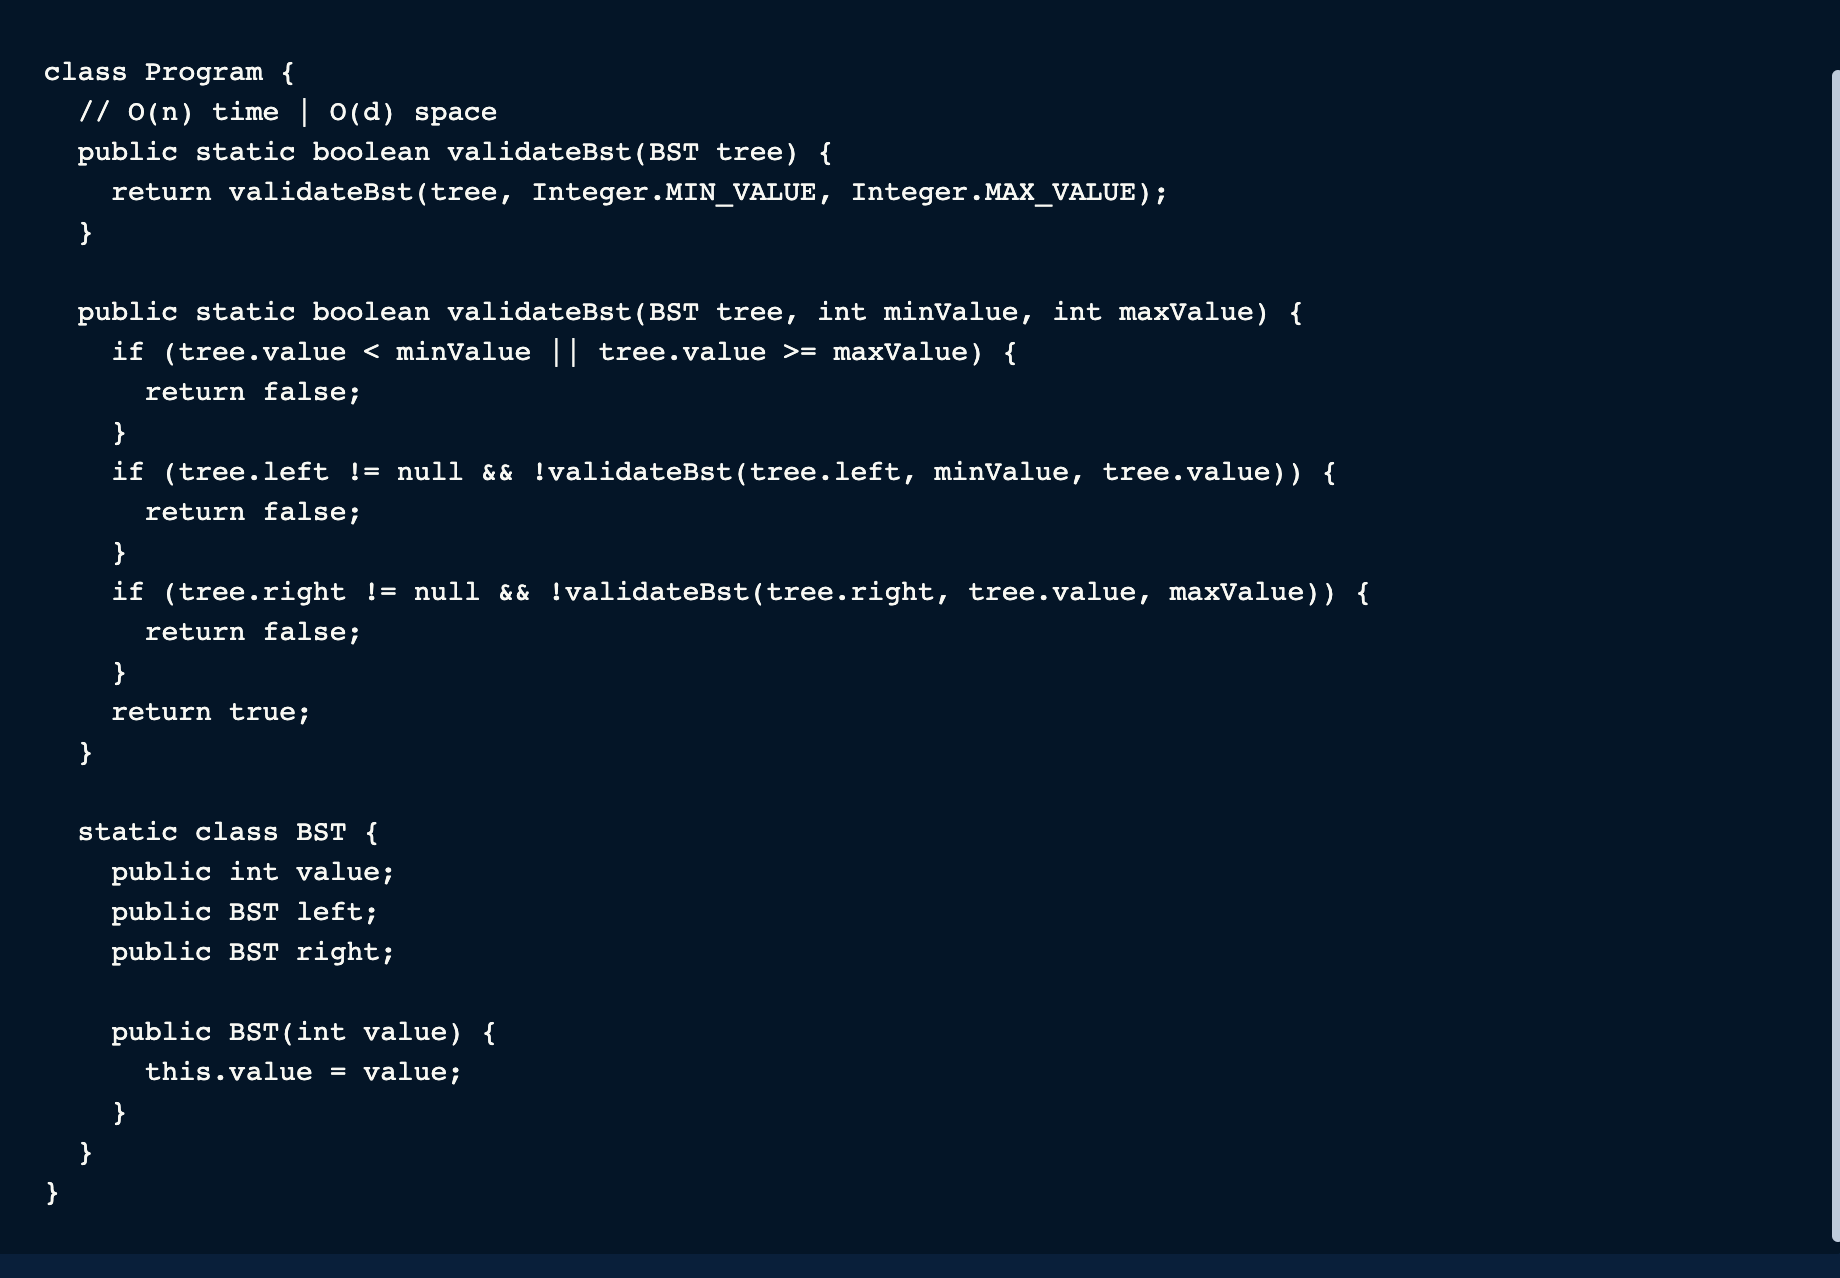 class Program {
  // O(n) time | O(d) space
  public static boolean validateBst(BST tree) {
    return validateBst(tree, Integer.MIN_VALUE, Integer.MAX_VALUE);
  }

  public static boolean validateBst(BST tree, int minValue, int maxValue) {
    if (tree.value < minValue || tree.value >= maxValue) {
      return false;
    }
    if (tree.left != null && !validateBst(tree.left, minValue, tree.value)) {
      return false;
    }
    if (tree.right != null && !validateBst(tree.right, tree.value, maxValue)) {
      return false;
    }
    return true;
  }

  static class BST {
    public int value;
    public BST left;
    public BST right;

    public BST(int value) {
      this.value = value;
    }
  }
}